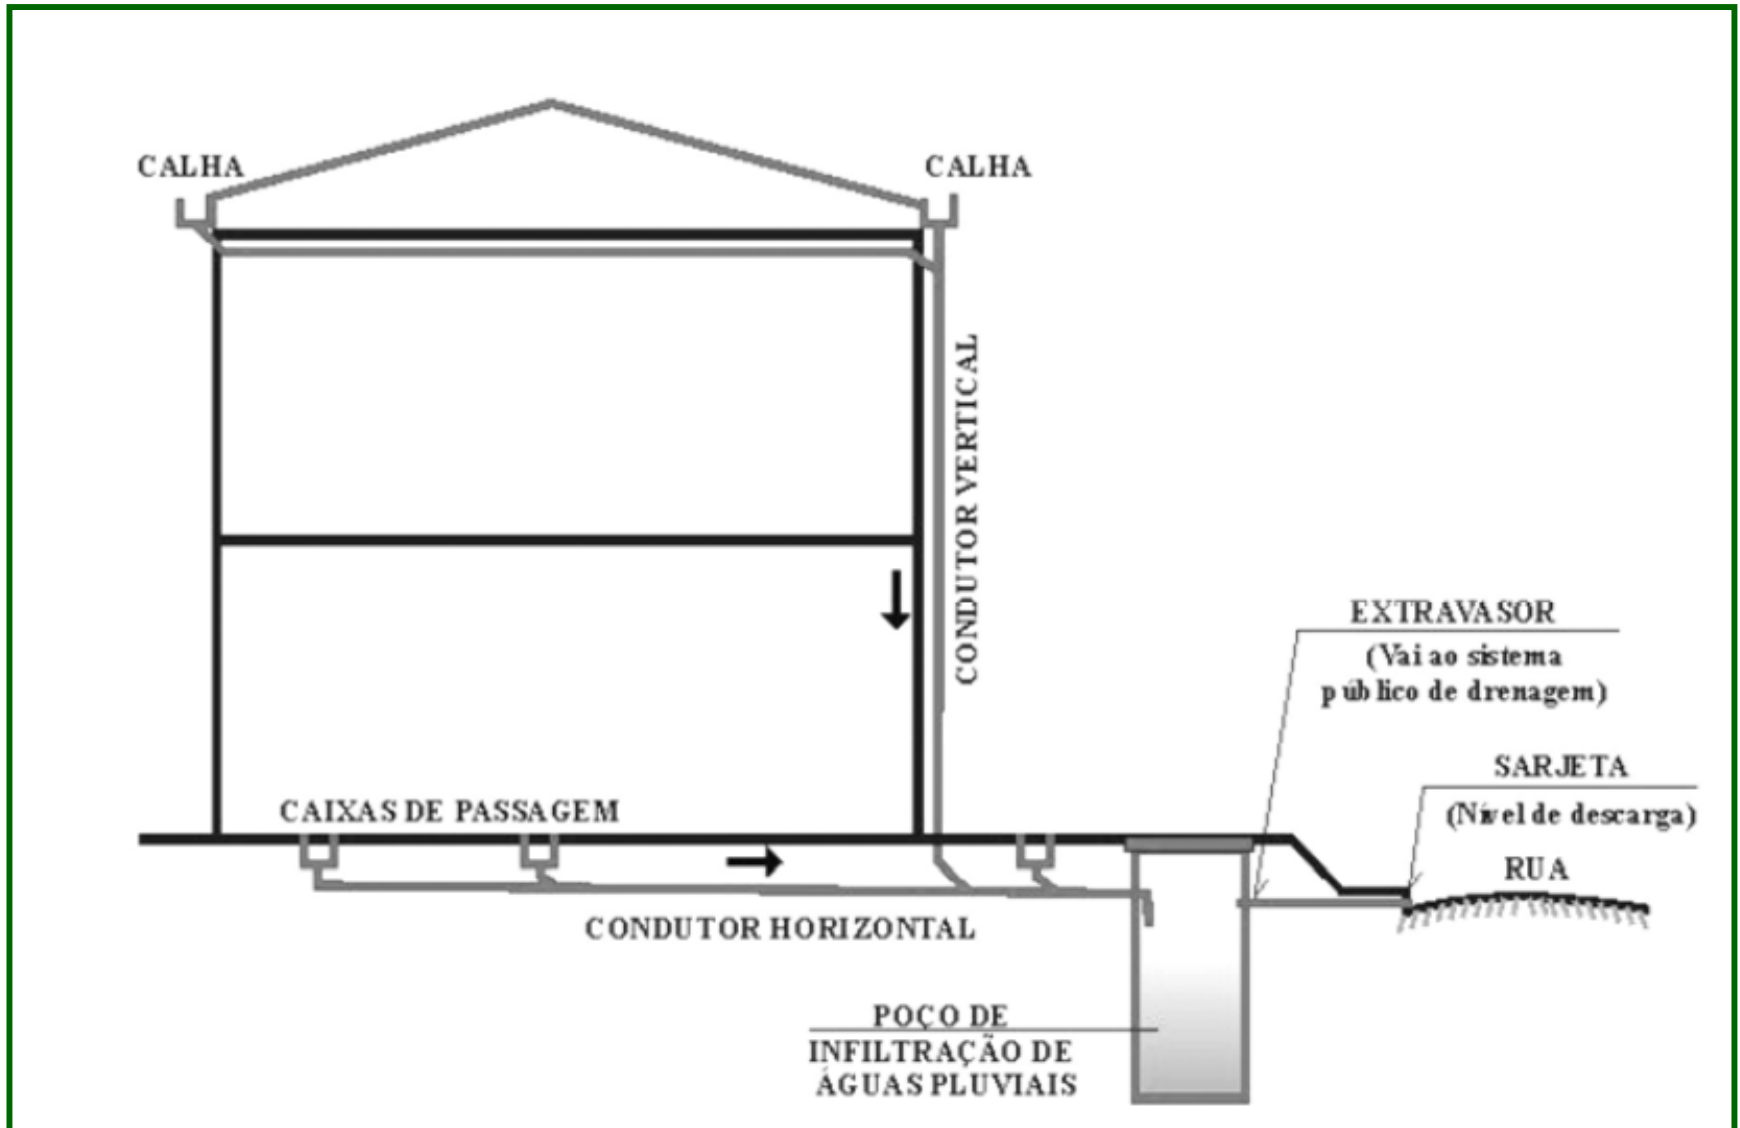 CALHA
CALHA
CONDUTOR VERTICAL
EXTRAVASOR
(Vai ao sistema
público de drenagem)
SARJETA
(Nível de descarga)
RUA
CAIXAS DE PASSAGEM
CONDUTOR HORIZONTAL
POÇO DE
INFILTRAÇÃO DE
ÁGUAS PLUVIAIS